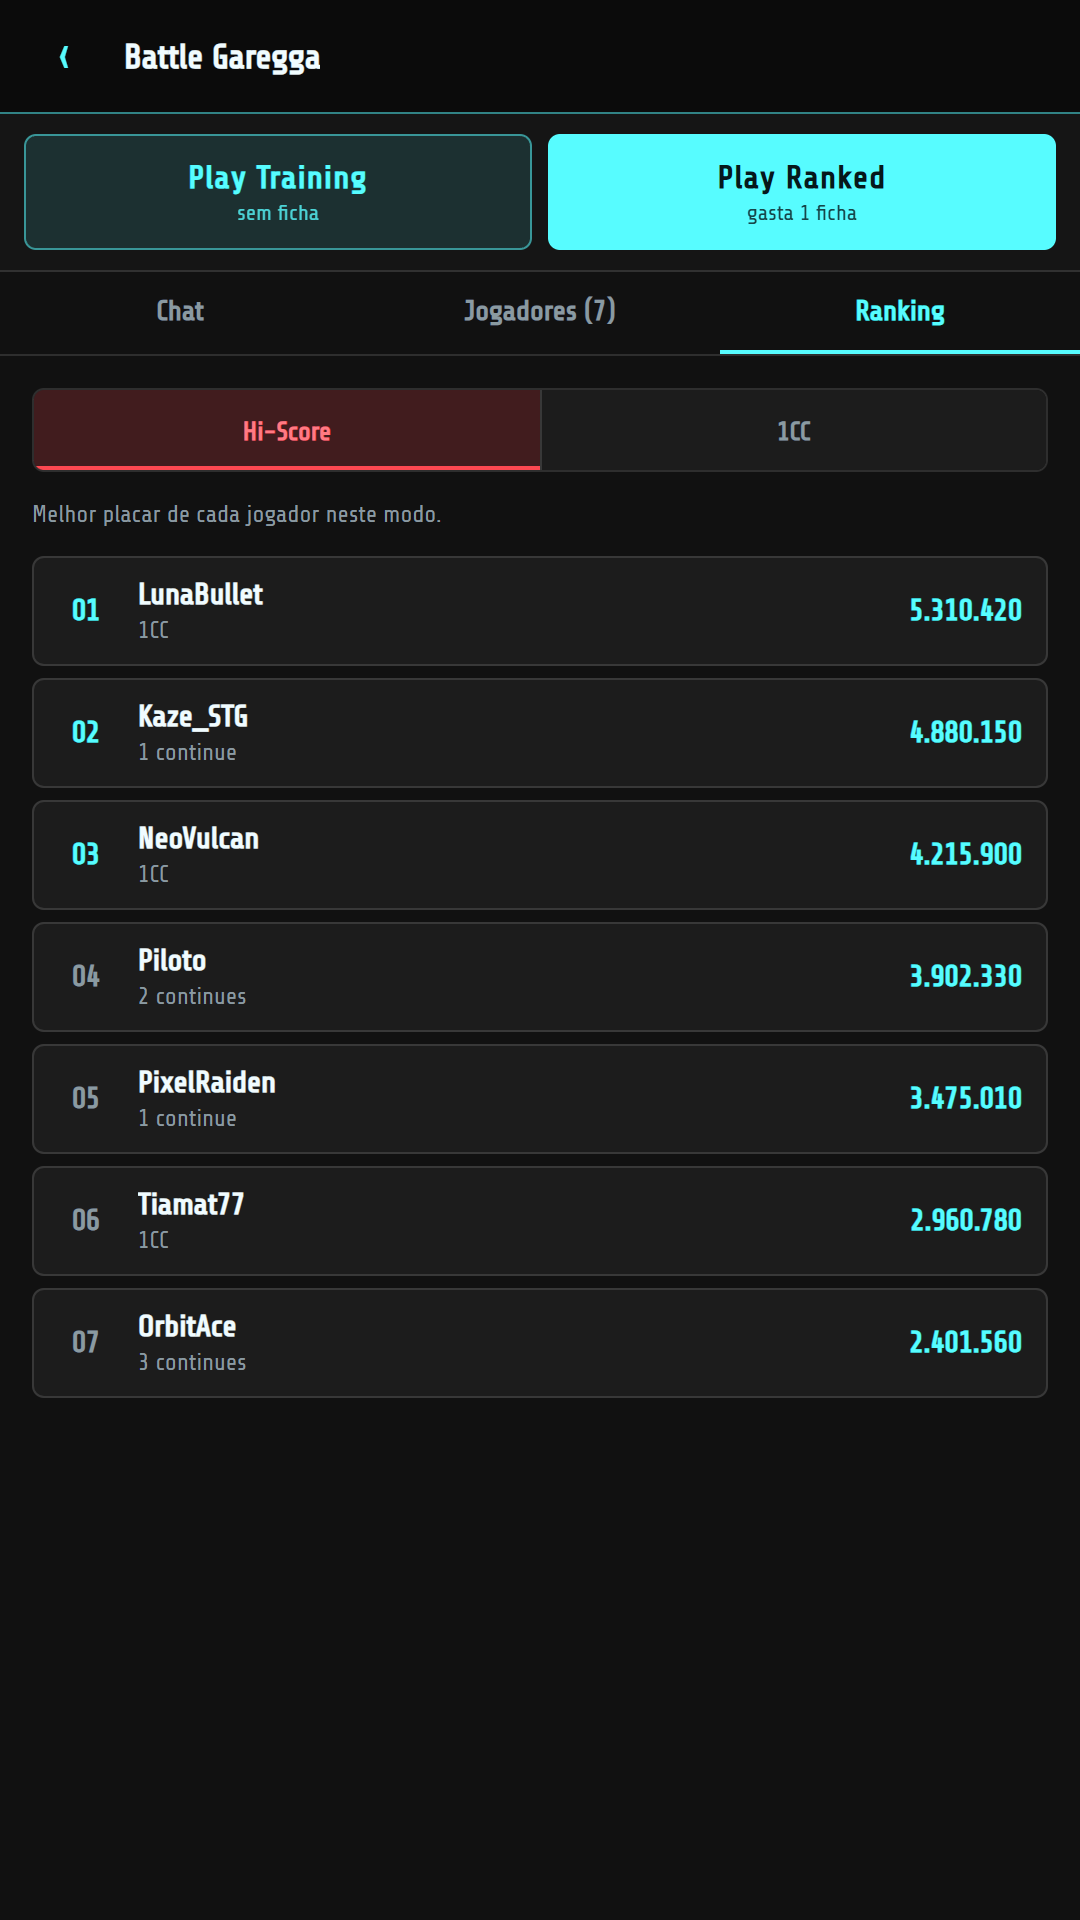 Battle Garegga
Play Training
sem ficha
Play Ranked
gasta 1 ficha
Chat
Jogadores (7)
Ranking
Hi-Score
1CC
Melhor placar de cada jogador neste modo.
01
LunaBullet
1CC
5.310.420
02
Kaze_STG
1 continue
4.880.150
03
NeoVulcan
1CC
4.215.900
04
Piloto
2 continues
3.902.330
05
PixelRaiden
1 continue
3.475.010
06
Tiamat77
1CC
2.960.780
07
OrbitAce
3 continues
2.401.560